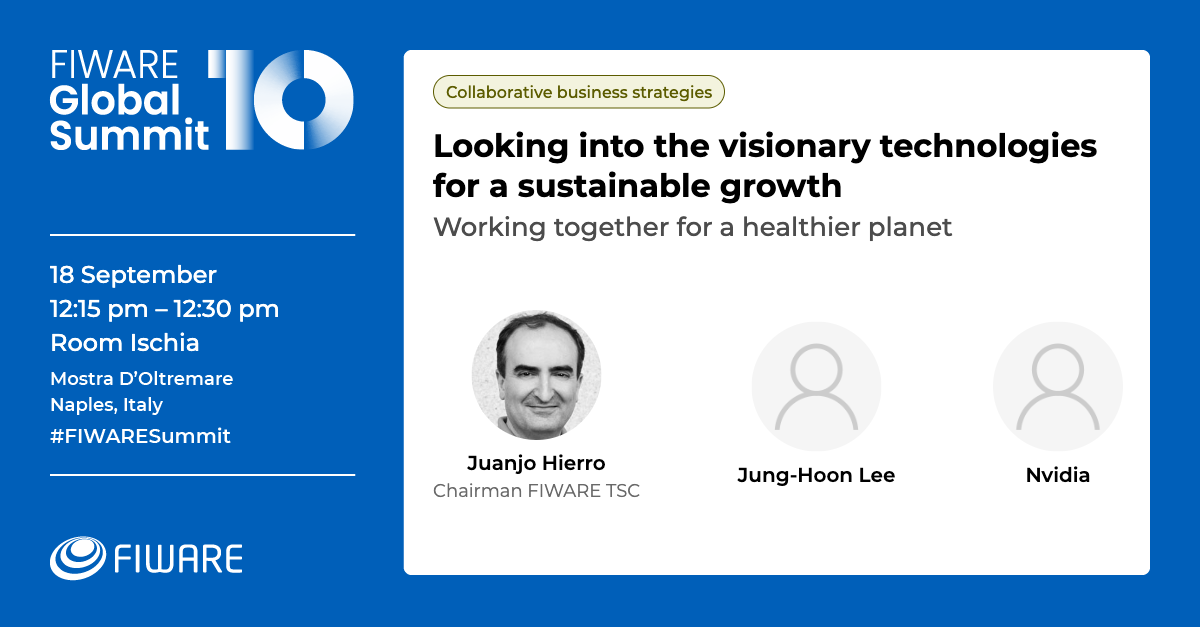 FIWARE
Global
Summit
10
18 September
12:15 pm – 12:30 pm
Room Ischia
Mostra D’Oltremare
Naples, Italy
#FIWARESummit
FIWARE
Collaborative business strategies
Looking into the visionary technologies
for a sustainable growth
Working together for a healthier planet
Juanjo Hierro
Chairman FIWARE TSC
Jung-Hoon Lee
Nvidia